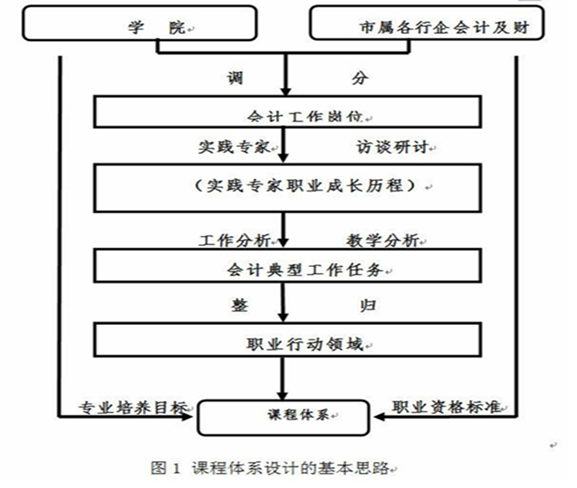 学 院 市属各行企会计及财
调 分
会计工作岗位
实践专家 访谈研讨
（实践专家职业成长历程）
工作分析 教学分析
会计典型工作任务
整 归
职业行动领域
专业培养目标 课程体系 职业资格标准
图 1 课程体系设计的基本思路